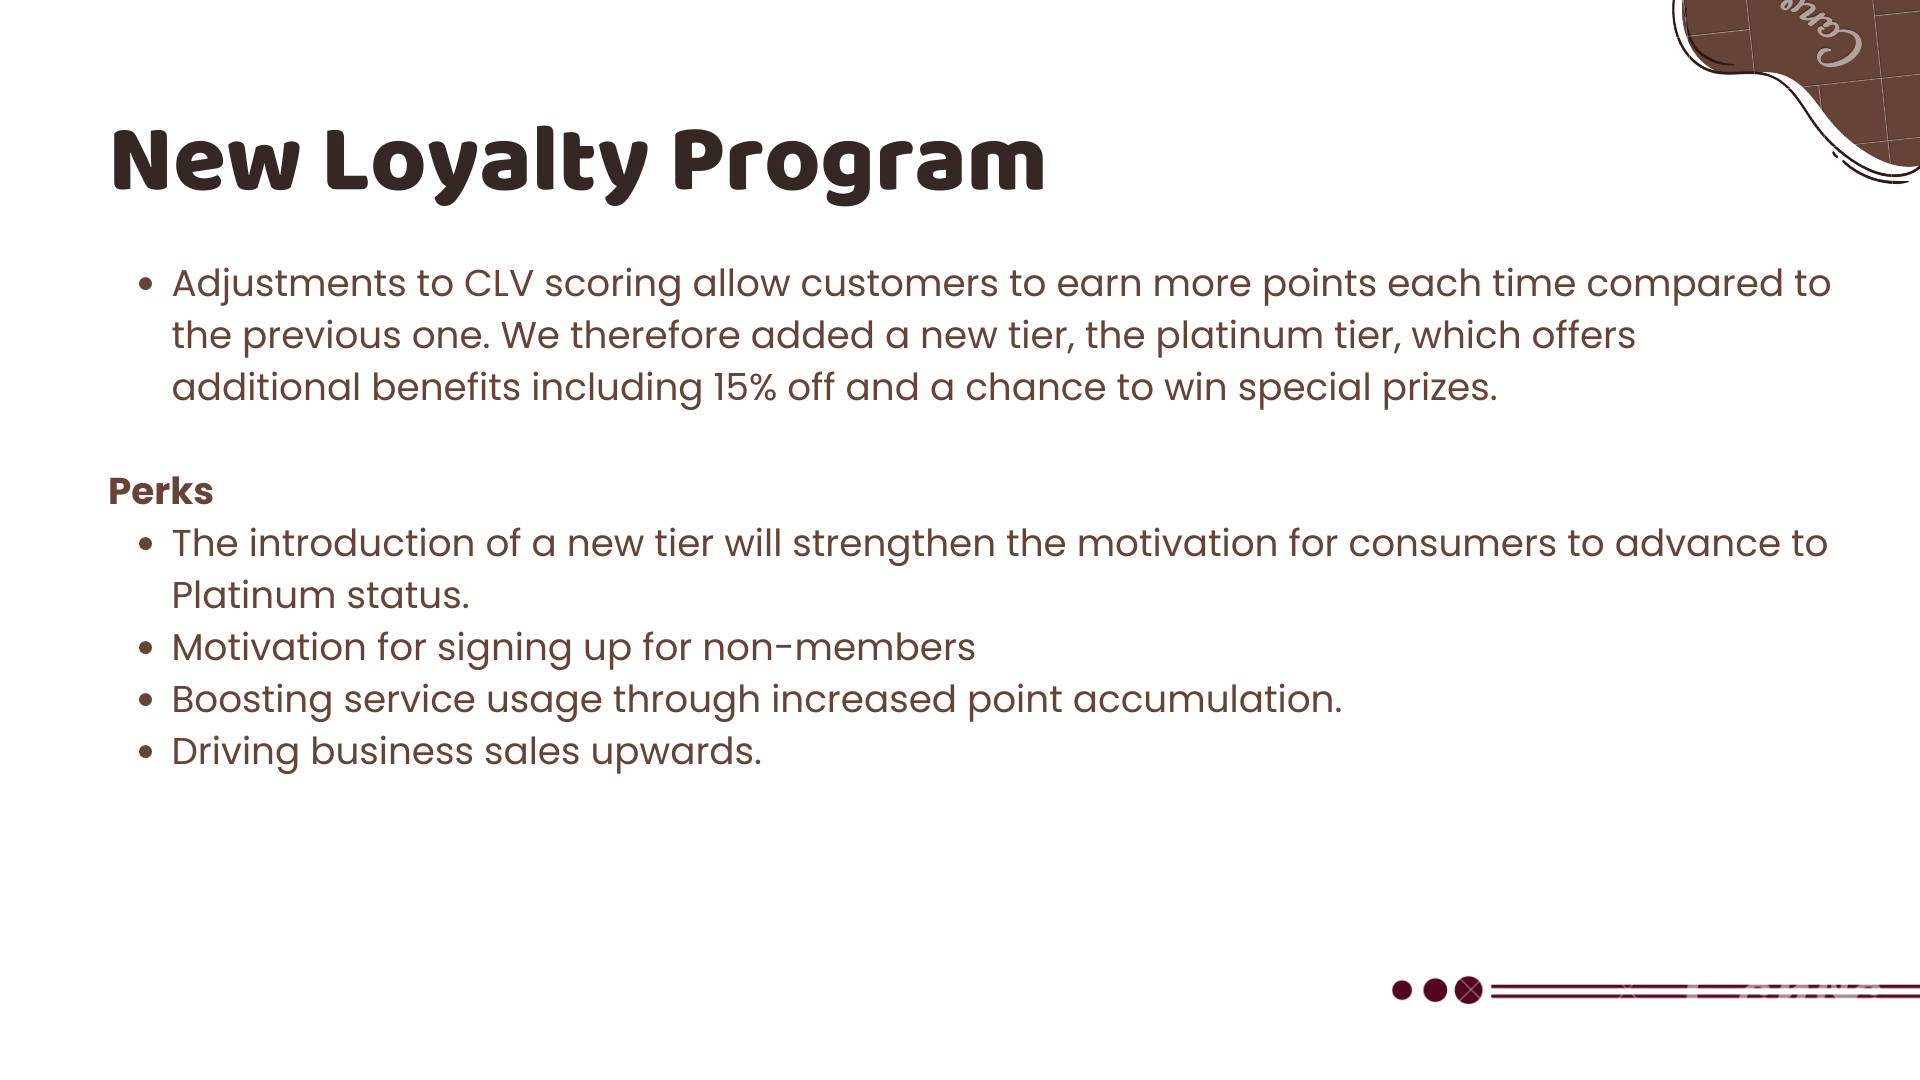 New Loyalty Program
• Adjustments to CLV scoring allow customers to earn more points each time compared to
the previous one. We therefore added a new tier, the platinum tier, which offers
additional benefits including 15% off and a chance to win special prizes.
Perks
• The introduction of a new tier will strengthen the motivation for consumers to advance to
Platinum status.
• Motivation for signing up for non-members
• Boosting service usage through increased point accumulation.
• Driving business sales upwards.